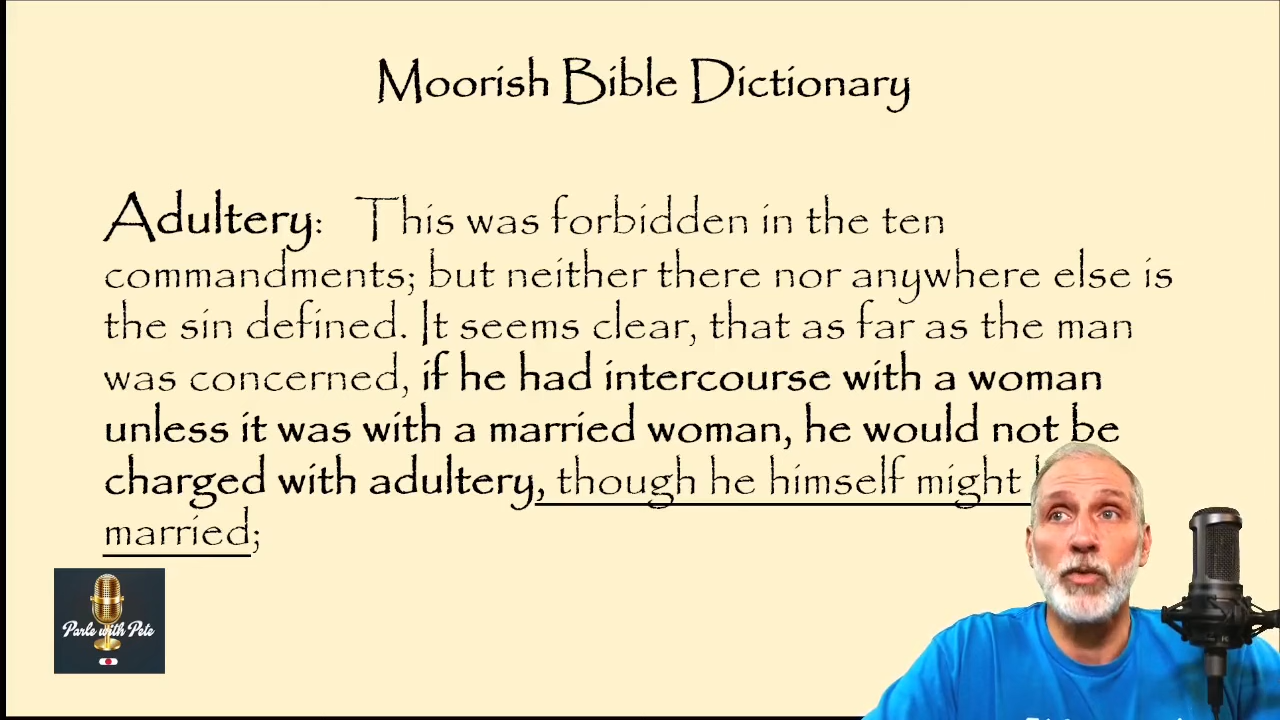 Moorish Bible Dictionary
Adultery: This was forbidden in the ten
commandments; but neither there nor anywhere else is
the sin defined. It seems clear, that as far as the man
was concerned, if he had intercourse with a woman
unless it was with a married woman, he would not be
charged with adultery, though he himself might
married;
Parle with Pete